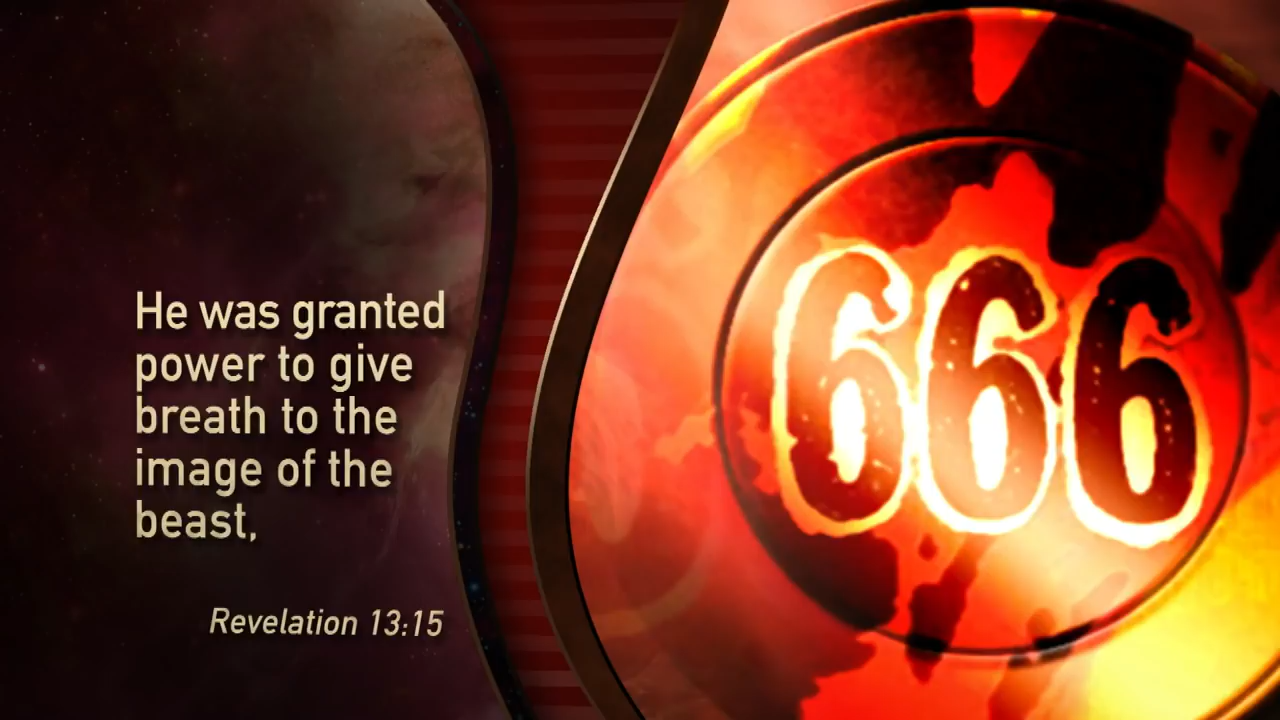 He was granted
power to give
breath to the
image of the
beast,
Revelation 13:15
666